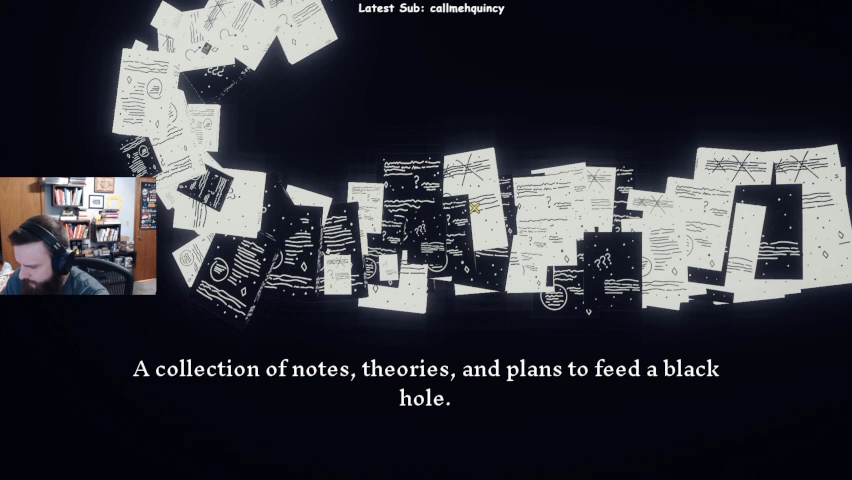 Latest Sub: callmehquincy
A collection of notes, theories, and plans to feed a black
hole.